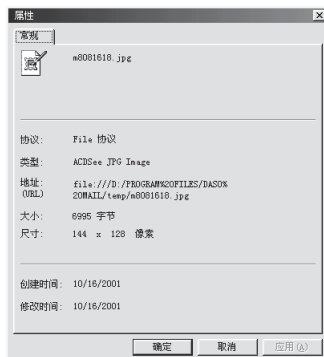 属性
常规
m8081618.jpg
协议: File 协议
类型: ACDSee JPG Image
地址: file:///D:/PROGRAM%20FILES/DASO%
(URL) 20MAIL/temp/m8081618.jpg
大小: 6995 字节
尺寸: 144 x 128 像素
创建时间: 10/16/2001
修改时间: 10/16/2001
确定 取消 应用(A)